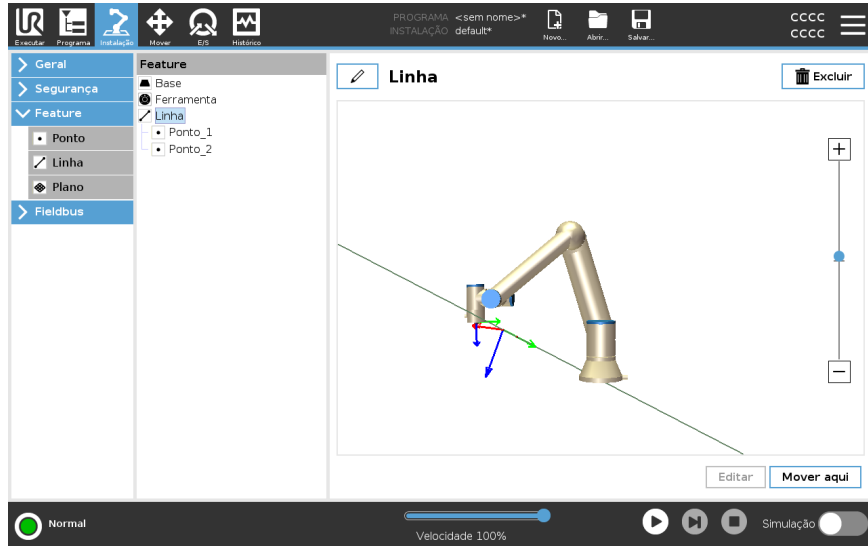 PROGRAMA <sem nome>*
INSTALAÇÃO default*
CCCC
CCCC
Executar Programa Instalação Mover E/S Histórico Novo... Abrir... Salvar...
Geral
Segurança
Feature
Ponto
Linha
Plano
Fieldbus
Feature
Base
Ferramenta
Linha
Ponto_1
Ponto_2
Linha
Excluir
Editar Mover aqui
Normal
Velocidade 100%
Simulação